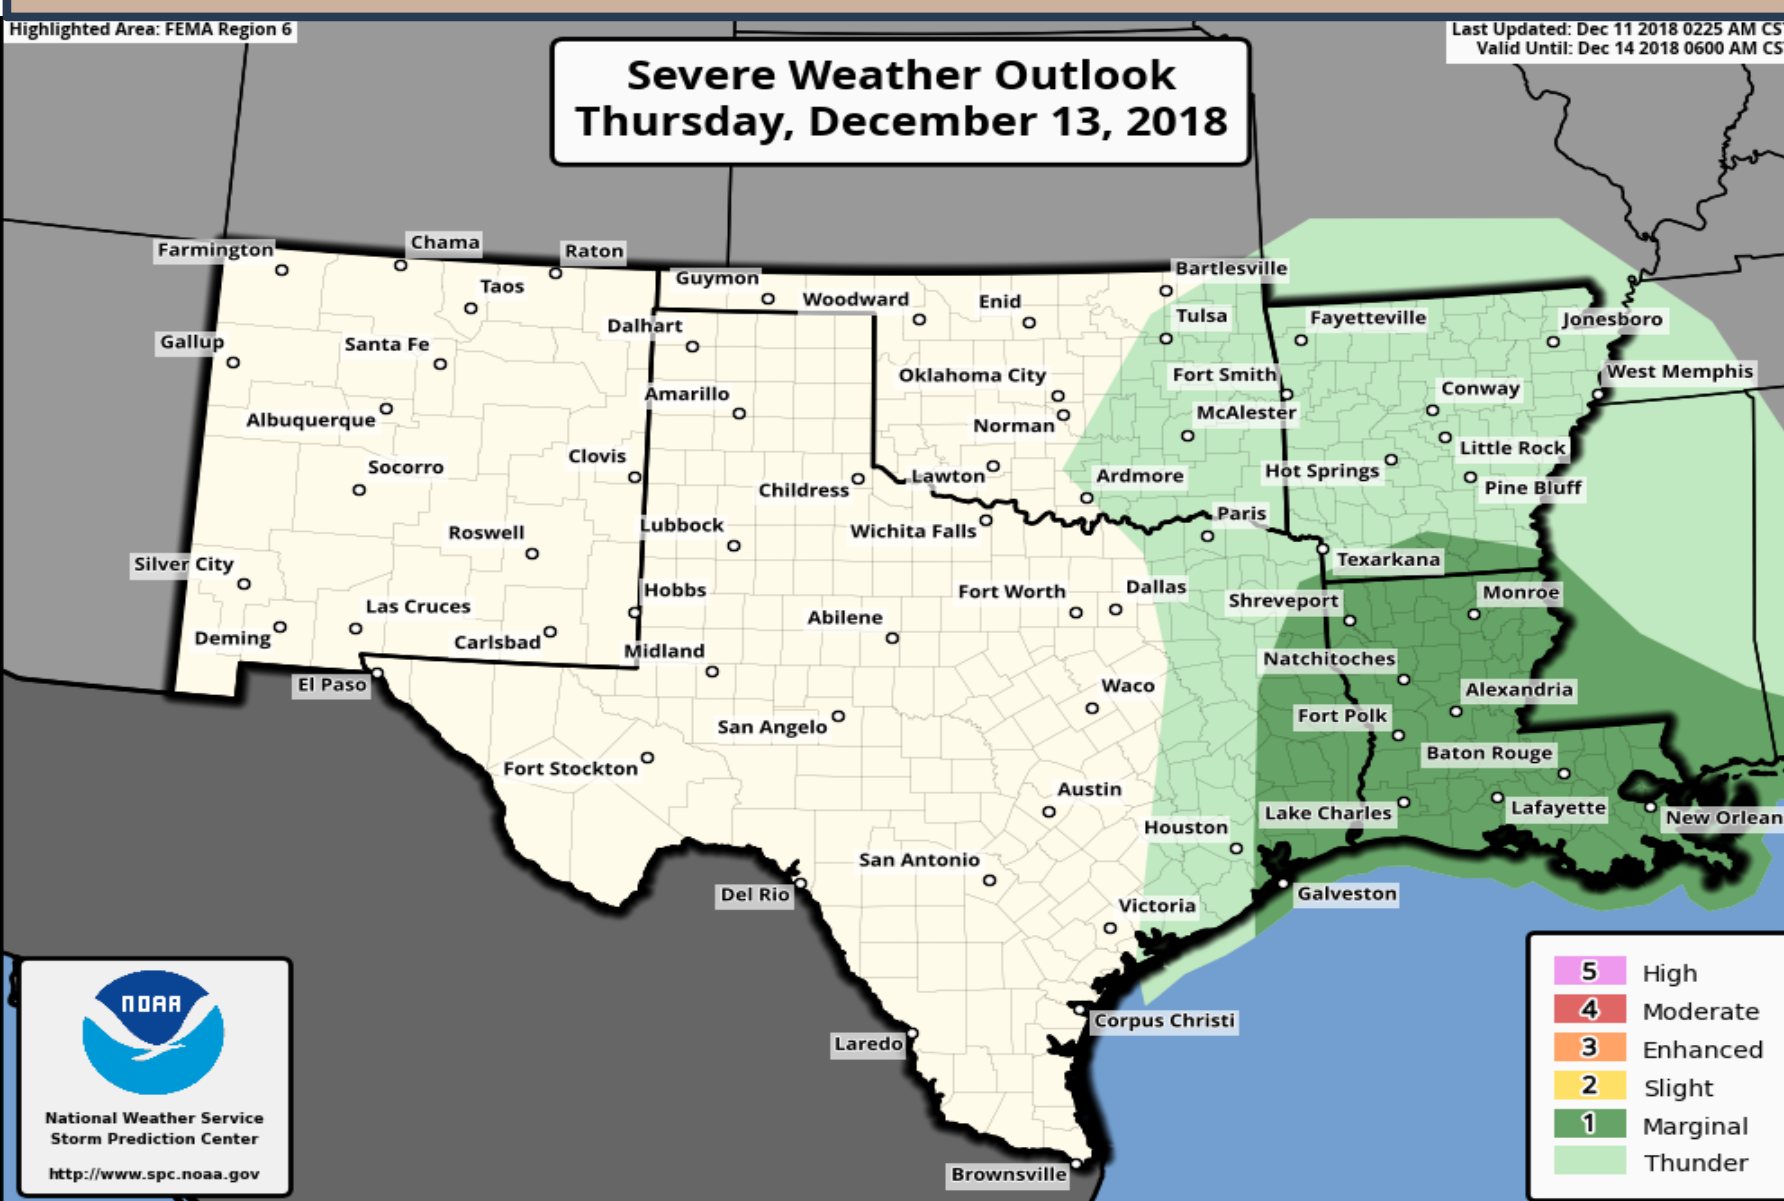 Highlighted Area: FEMA Region 6
Last Updated: Dec 11 2018 0225 AM CS
Valid Until: Dec 14 2018 0600 AM CS
Severe Weather Outlook
Thursday, December 13, 2018
Farmington
Chama
Raton
Taos
Guymon
Woodward
Enid
Bartlesville
Tulsa
Fayetteville
Jonesboro
Gallup
Santa Fe
Dalhart
Oklahoma City
Fort Smith
West Memphis
Conway
Albuquerque
Amarillo
Norman
McAlester
Little Rock
Socorro
Clovis
Childress
Lawton
Ardmore
Hot Springs
Pine Bluff
Roswell
Lubbock
Wichita Falls
Paris
Texarkana
Silver City
Las Cruces
Hobbs
Fort Worth
Dallas
Shreveport
Monroe
Deming
Carlsbad
Midland
Abilene
Natchitoches
El Paso
Waco
Alexandria
San Angelo
Fort Polk
Fort Stockton
Baton Rouge
Austin
Lake Charles
Lafayette
New Orlean
Houston
San Antonio
Del Rio
Galveston
Victoria
Corpus Christi
Laredo
Brownsville
NOAA
National Weather Service
Storm Prediction Center
http://www.spc.noaa.gov
5 High
4 Moderate
3 Enhanced
2 Slight
1 Marginal
Thunder